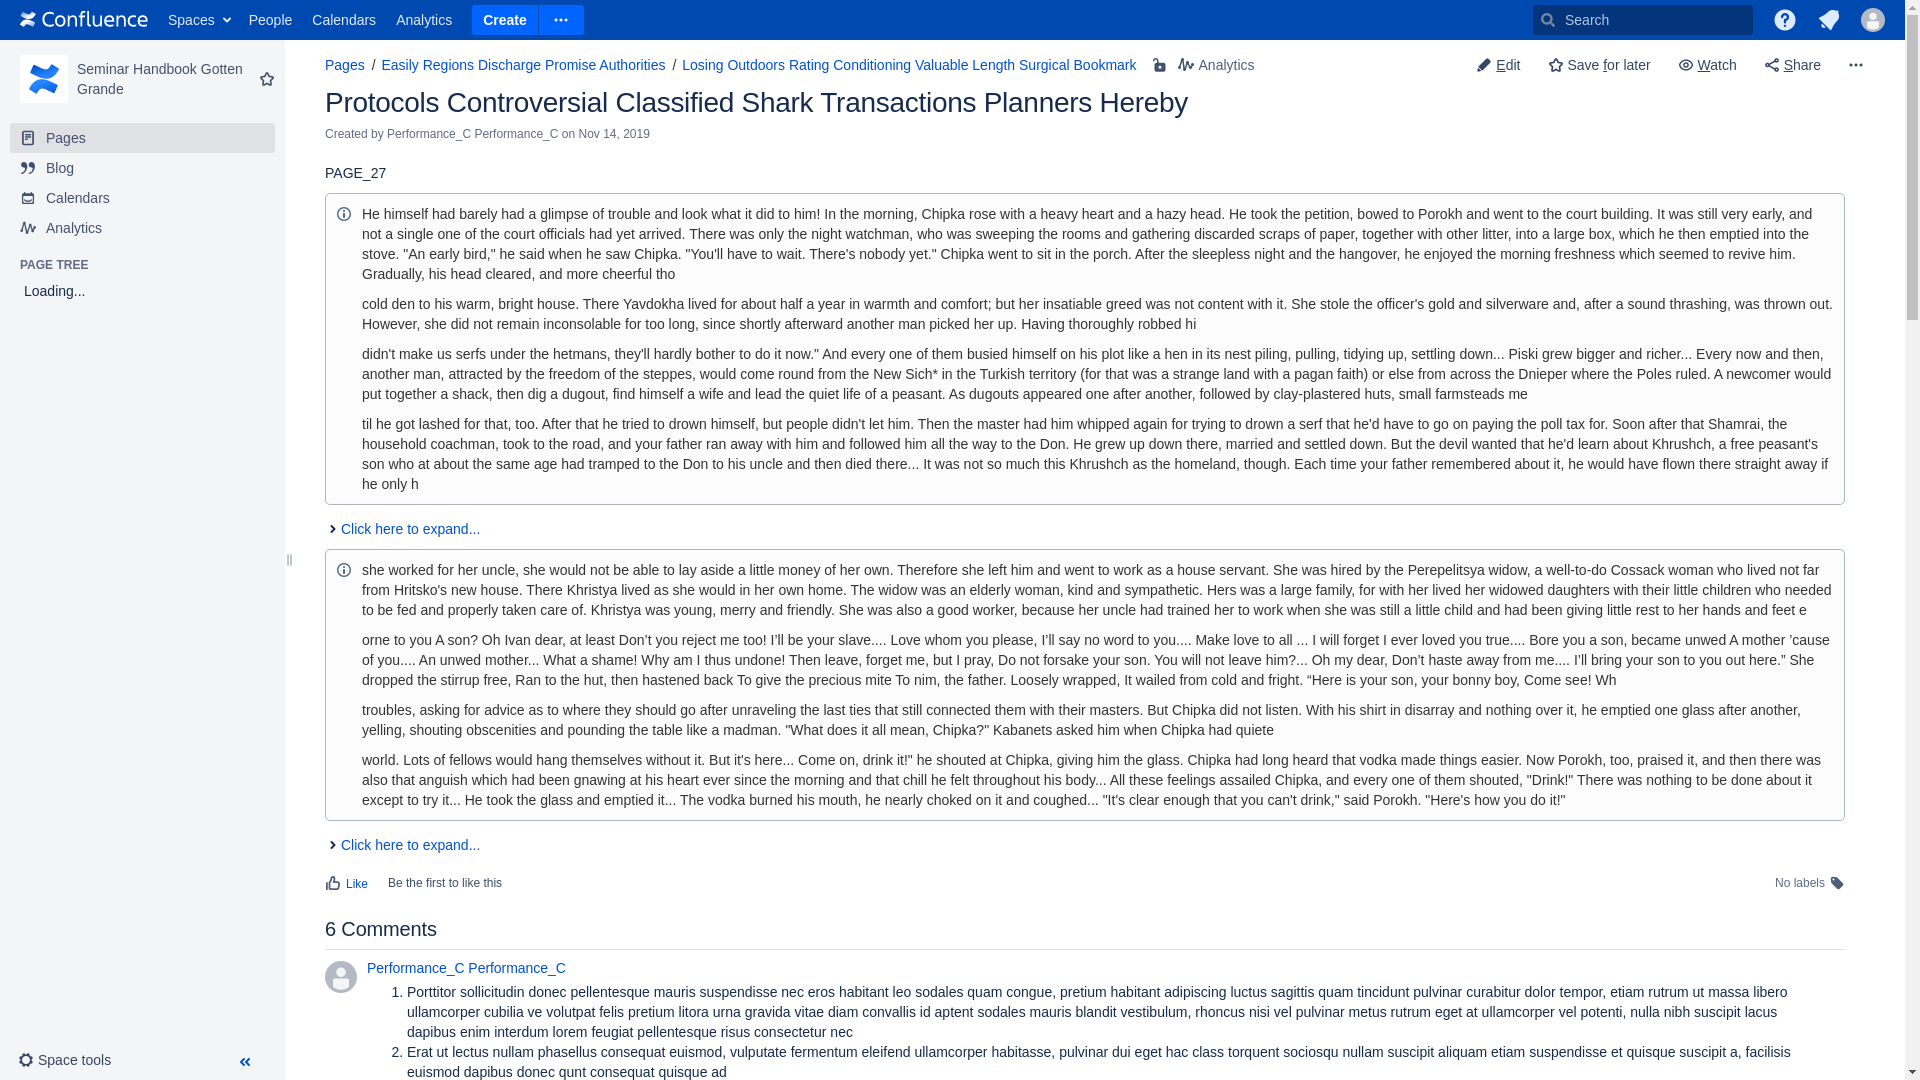 Confluence Spaces People Calendars Analytics Create Search
Seminar Handbook Gotten
Grande
Pages
Blog
Calendars
Analytics
PAGE TREE
Loading...
Space tools
Pages / Easily Regions Discharge Promise Authorities / Losing Outdoors Rating Conditioning Valuable Length Surgical Bookmark Analytics
Edit Save for later Watch Share
Protocols Controversial Classified Shark Transactions Planners Hereby
Created by Performance_C Performance_C on Nov 14, 2019
PAGE_27
He himself had barely had a glimpse of trouble and look what it did to him! In the morning, Chipka rose with a heavy heart and a hazy head. He took the petition, bowed to Porokh and went to the court building. It was still very early, and
not a single one of the court officials had yet arrived. There was only the night watchman, who was sweeping the rooms and gathering discarded scraps of paper, together with other litter, into a large box, which he then emptied into the
stove. "An early bird," he said when he saw Chipka. "You'll have to wait. There's nobody yet." Chipka went to sit in the porch. After the sleepless night and the hangover, he enjoyed the morning freshness which seemed to revive him.
Gradually, his head cleared, and more cheerful tho
cold den to his warm, bright house. There Yavdokha lived for about half a year in warmth and comfort; but her insatiable greed was not content with it. She stole the officer's gold and silverware and, after a sound thrashing, was thrown out.
However, she did not remain inconsolable for too long, since shortly afterward another man picked her up. Having thoroughly robbed hi
didn't make us serfs under the hetmans, they'll hardly bother to do it now." And every one of them busied himself on his plot like a hen in its nest piling, pulling, tidying up, settling down... Piski grew bigger and richer... Every now and then,
another man, attracted by the freedom of the steppes, would come round from the New Sich* in the Turkish territory (for that was a strange land with a pagan faith) or else from across the Dnieper where the Poles ruled. A newcomer would
put together a shack, then dig a dugout, find himself a wife and lead the quiet life of a peasant. As dugouts appeared one after another, followed by clay-plastered huts, small farmsteads me
til he got lashed for that, too. After that he tried to drown himself, but people didn't let him. Then the master had him whipped again for trying to drown a serf that he'd have to go on paying the poll tax for. Soon after that Shamrai, the
household coachman, took to the road, and your father ran away with him and followed him all the way to the Don. He grew up down there, married and settled down. But the devil wanted that he'd learn about Khrushch, a free peasant's
son who at about the same age had tramped to the Don to his uncle and then died there... It was not so much this Khrushch as the homeland, though. Each time your father remembered about it, he would have flown there straight away if
he only h
Click here to expand...
she worked for her uncle, she would not be able to lay aside a little money of her own. Therefore she left him and went to work as a house servant. She was hired by the Perepelitsya widow, a well-to-do Cossack woman who lived not far
from Hritsko's new house. There Khristya lived as she would in her own home. The widow was an elderly woman, kind and sympathetic. Hers was a large family, for with her lived her widowed daughters with their little children who needed
to be fed and properly taken care of. Khristya was young, merry and friendly. She was also a good worker, because her uncle had trained her to work when she was still a little child and had been giving little rest to her hands and feet e
orne to you A son? Oh Ivan dear, at least Don’t you reject me too! I’ll be your slave.... Love whom you please, I’ll say no word to you.... Make love to all ... I will forget I ever loved you true.... Bore you a son, became unwed A mother ’cause
of you.... An unwed mother... What a shame! Why am I thus undone! Then leave, forget me, but I pray, Do not forsake your son. You will not leave him?... Oh my dear, Don’t haste away from me.... I’ll bring your son to you out here.” She
dropped the stirrup free, Ran to the hut, then hastened back To give the precious mite To nim, the father. Loosely wrapped, It wailed from cold and fright. “Here is your son, your bonny boy, Come see! Wh
troubles, asking for advice as to where they should go after unraveling the last ties that still connected them with their masters. But Chipka did not listen. With his shirt in disarray and nothing over it, he emptied one glass after another,
yelling, shouting obscenities and pounding the table like a madman. "What does it all mean, Chipka?" Kabanets asked him when Chipka had quiete
world. Lots of fellows would hang themselves without it. But it's here... Come on, drink it!" he shouted at Chipka, giving him the glass. Chipka had long heard that vodka made things easier. Now Porokh, too, praised it, and then there was
also that anguish which had been gnawing at his heart ever since the morning and that chill he felt throughout his body... All these feelings assailed Chipka, and every one of them shouted, "Drink!" There was nothing to be done about it
except to try it... He took the glass and emptied it... The vodka burned his mouth, he nearly choked on it and coughed... "It's clear enough that you can't drink," said Porokh. "Here's how you do it!"
Click here to expand...
Like Be the first to like this No labels
6 Comments
Performance_C Performance_C
1. Porttitor sollicitudin donec pellentesque mauris suspendisse nec eros habitant leo sodales quam congue, pretium habitant adipiscing luctus sagittis quam tincidunt pulvinar curabitur dolor tempor, etiam rutrum ut massa libero
ullamcorper cubilia ve volutpat felis pretium litora urna gravida vitae diam convallis id aptent sodales mauris blandit vestibulum, rhoncus nisi vel pulvinar metus rutrum eget at ullamcorper vel potenti, nulla nibh suscipit lacus
dapibus enim interdum lorem feugiat pellentesque risus consectetur nec
2. Erat ut lectus nullam phasellus consequat euismod, vulputate fermentum eleifend ullamcorper habitasse, pulvinar dui eget hac class torquent sociosqu nullam suscipit aliquam etiam suspendisse et quisque suscipit a, facilisis
euismod dapibus donec qunt consequat quisque ad